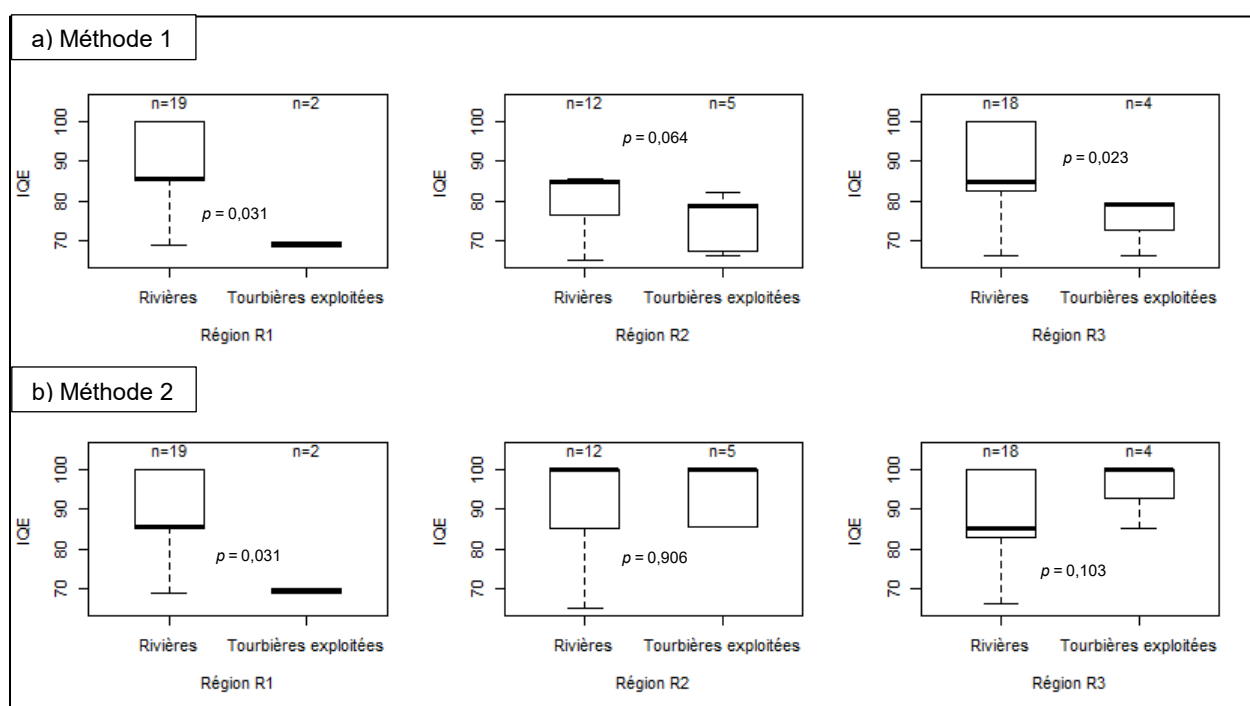 a) Méthode 1
n=19 n=2
IQE
100
90
80
70
p = 0,031
Rivières Tourbières exploitées
Région R1
n=12 n=5
IQE
100
90
80
70
p = 0,064
Rivières Tourbières exploitées
Région R2
n=18 n=4
IQE
100
90
80
70
p = 0,023
Rivières Tourbières exploitées
Région R3
b) Méthode 2
n=19 n=2
IQE
100
90
80
70
p = 0,031
Rivières Tourbières exploitées
Région R1
n=12 n=5
IQE
100
90
80
70
p = 0,906
Rivières Tourbières exploitées
Région R2
n=18 n=4
IQE
100
90
80
70
p = 0,103
Rivières Tourbières exploitées
Région R3